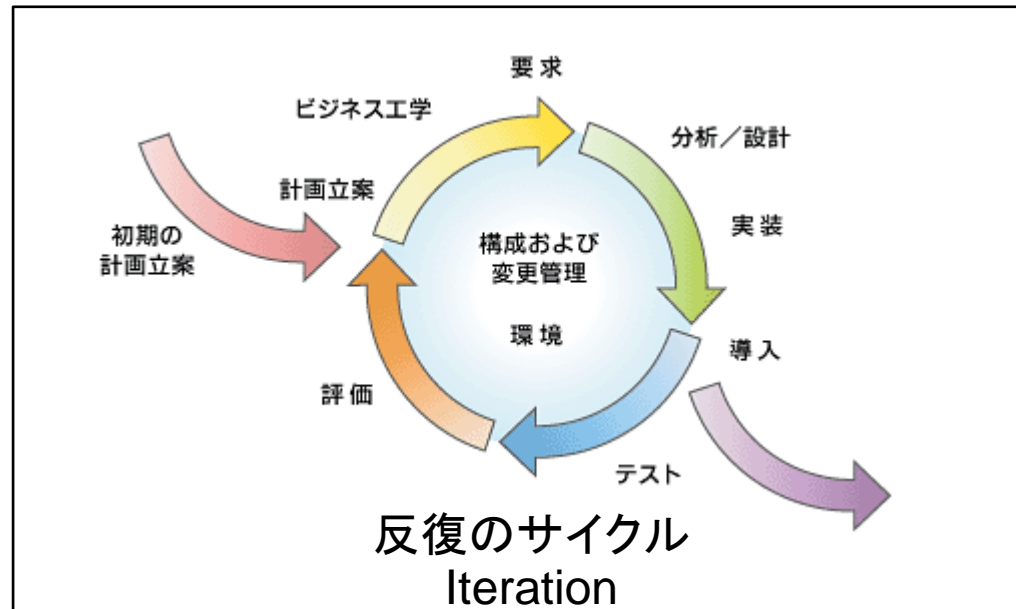 要求
ビジネス工学
分析／設計
計画立案
実装
初期の
計画立案
構成および
変更管理
環境
導入
評価
テスト
反復のサイクル
Iteration